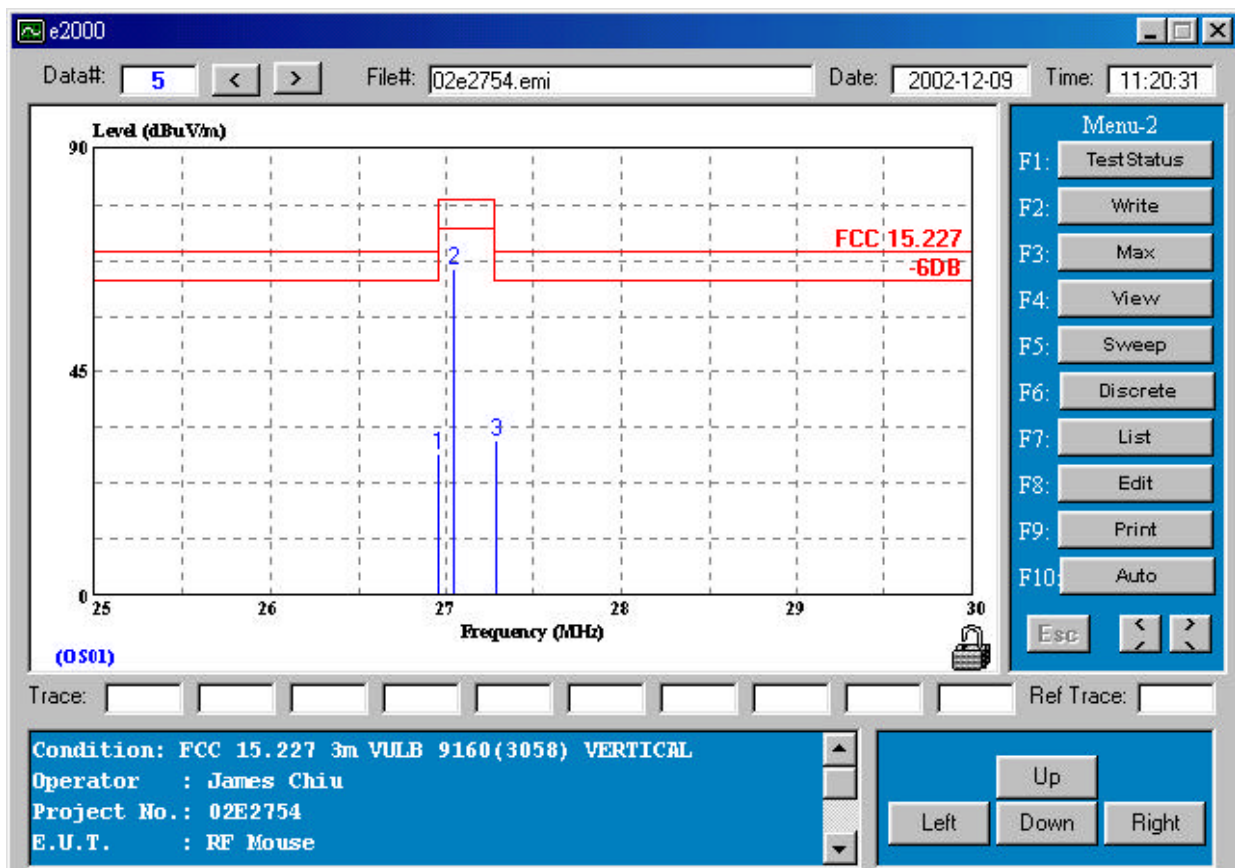 e2000
Data#: 5 < > File#: 02e2754.emi Date: 2002-12-09 Time: 11:20:31
Level (dBuV/m)
90
45
0
25 26 27 28 29 30
Frequency (MHz)
FCC 15.227
-6DB
1
2
3
(OS01)
Menu-2
F1: TestStatus
F2: Write
F3: Max
F4: View
F5: Sweep
F6: Discrete
F7: List
F8: Edit
F9: Print
F10: Auto
Esc
Trace: Ref Trace:
Condition: FCC 15.227 3m VULB 9160(3058) VERTICAL
Operator : James Chiu
Project No.: 02E2754
E.U.T. : RF Mouse
Up
Left Down Right